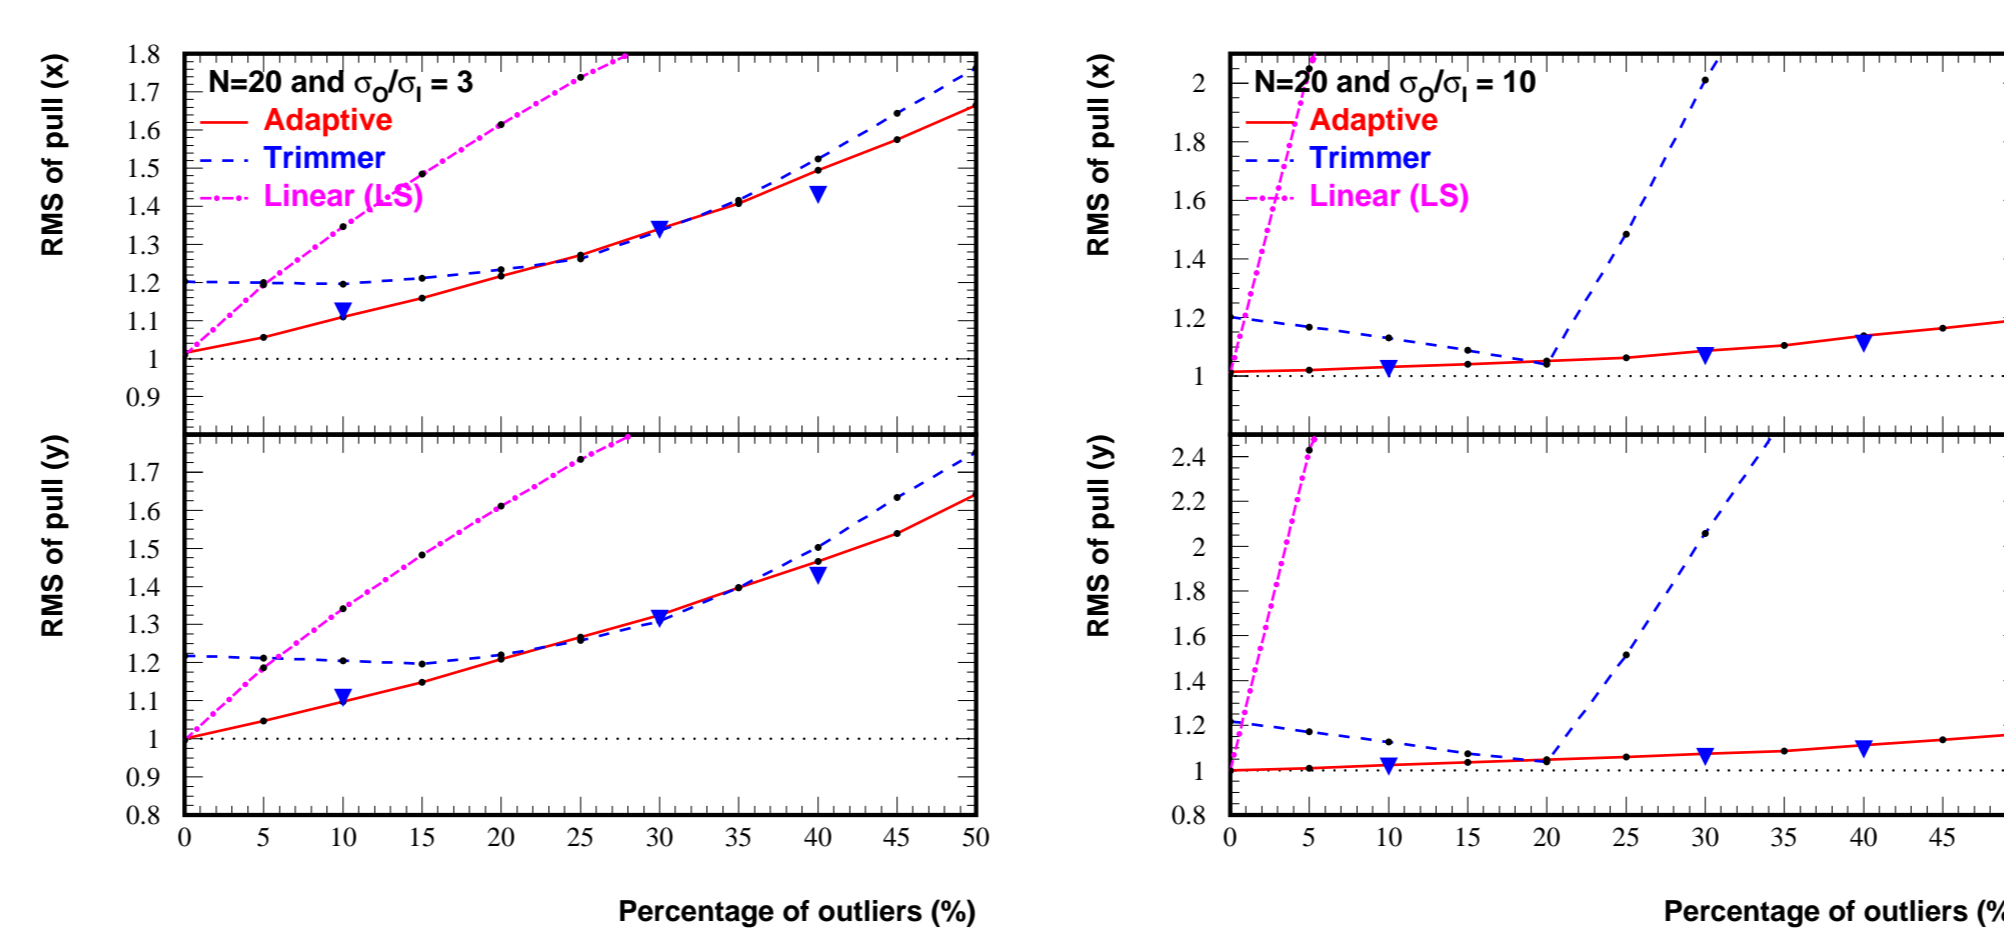 RMS of pull (x)
1.8
1.7
1.6
1.5
1.4
1.3
1.2
1.1
1
0.9
N=20 and σO/σI = 3
Adaptive
Trimmer
Linear (LS)
RMS of pull (y)
1.7
1.6
1.5
1.4
1.3
1.2
1.1
1
0.9
0.8
0 5 10 15 20 25 30 35 40 45 50
Percentage of outliers (%)
RMS of pull (x)
2
1.8
1.6
1.4
1.2
1
N=20 and σO/σI = 10
Adaptive
Trimmer
Linear (LS)
RMS of pull (y)
2.4
2.2
2
1.8
1.6
1.4
1.2
1
0.8
0 5 10 15 20 25 30 35 40 45
Percentage of outliers (%